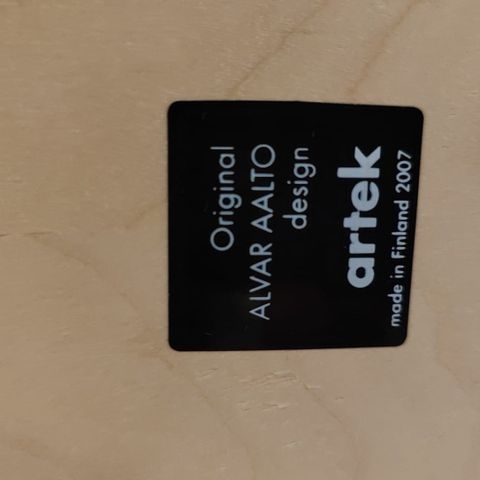 Original
ALVAR AALTO
design
artek
made in Finland 2007